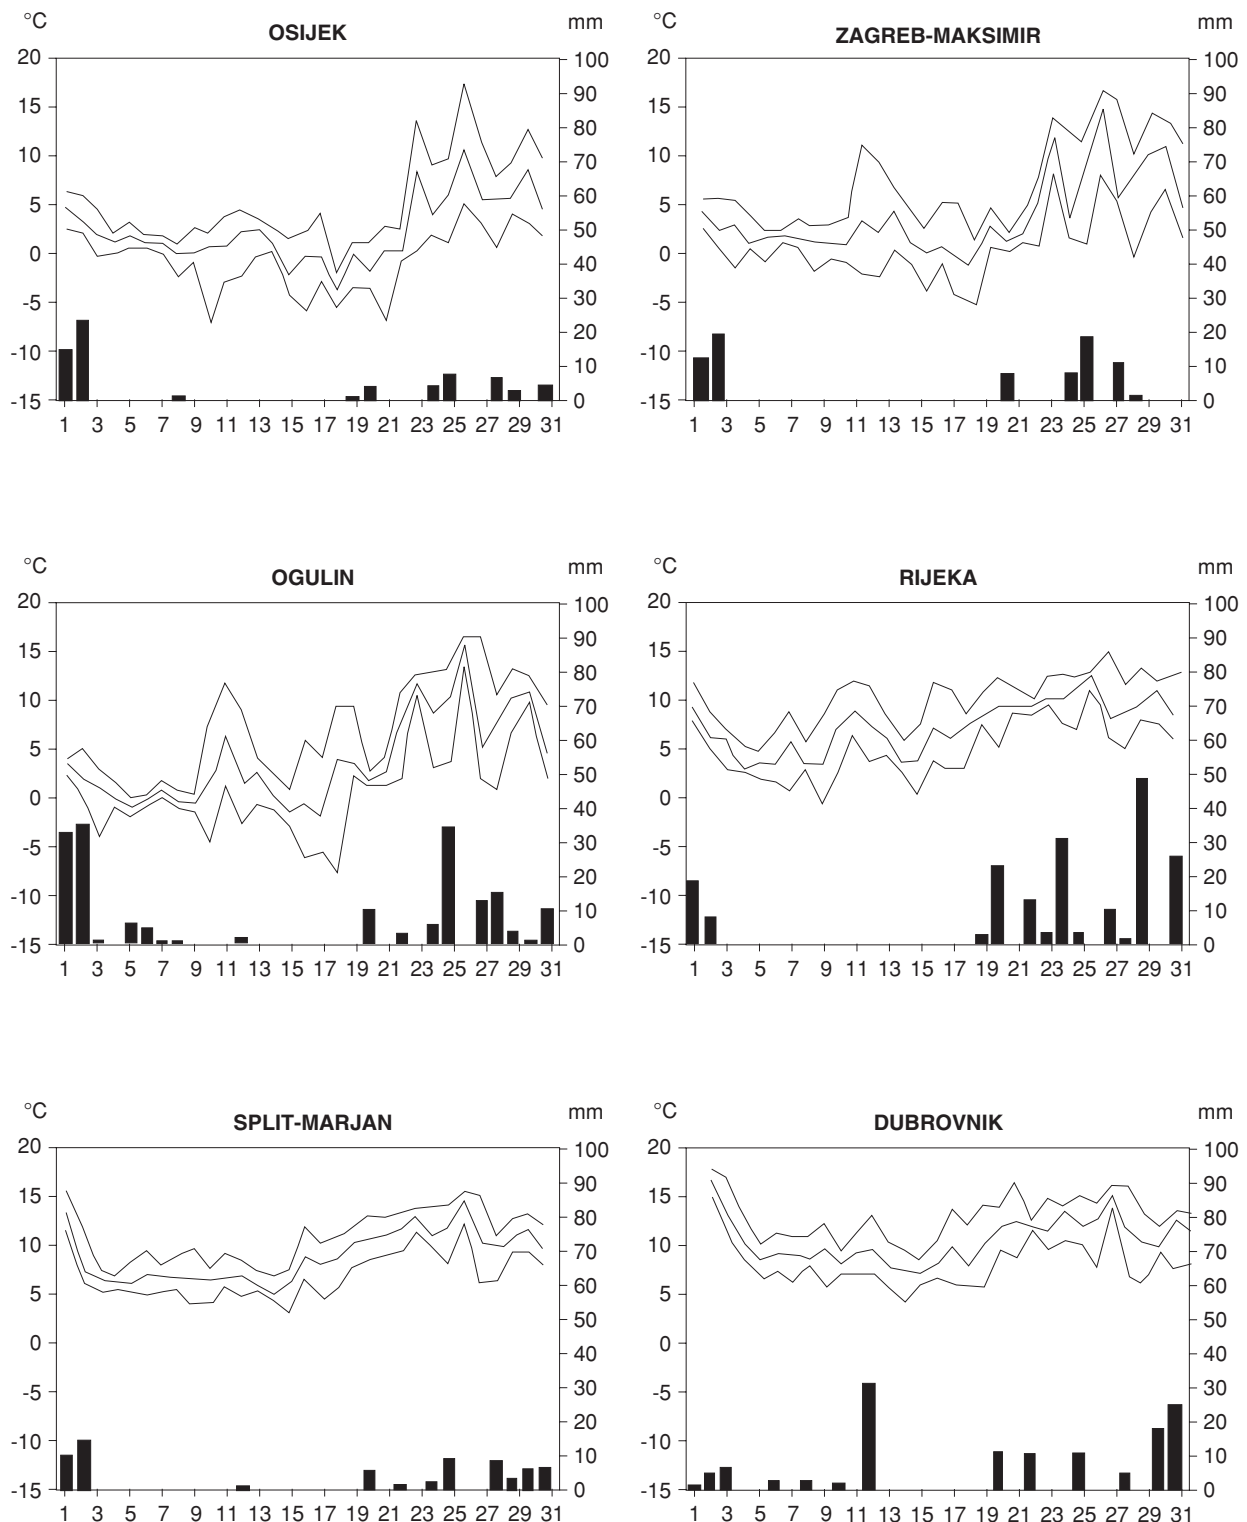 °C mm °C mm
OSIJEK ZAGREB-MAKSIMIR
20 100 20 100
90 90
15 15
80 80
10 70 10 70
60 60
5 5
50 50
0 0
40 40
-5 30 -5 30
20 20
-10 -10
10 10
-15 0 -15 0
1 3 5 7 9 11 13 15 17 19 21 23 25 27 29 31 1 3 5 7 9 11 13 15 17 19 21 23 25 27 29 31
°C mm °C mm
OGULIN RIJEKA
20 100 20 100
90 90
15 15
80 80
10 70 10 70
60 60
5 5
50 50
0 0
40 40
-5 30 -5 30
20 20
-10 -10
10 10
-15 0 -15 0
1 3 5 7 9 11 13 15 17 19 21 23 25 27 29 31 1 3 5 7 9 11 13 15 17 19 21 23 25 27 29 31
°C mm °C mm
SPLIT-MARJAN DUBROVNIK
20 100 20 100
90 90
15 15
80 80
10 70 10 70
60 60
5 5
50 50
0 0
40 40
-5 30 -5 30
20 20
-10 -10
10 10
-15 0 -15 0
1 3 5 7 9 11 13 15 17 19 21 23 25 27 29 31 1 3 5 7 9 11 13 15 17 19 21 23 25 27 29 31